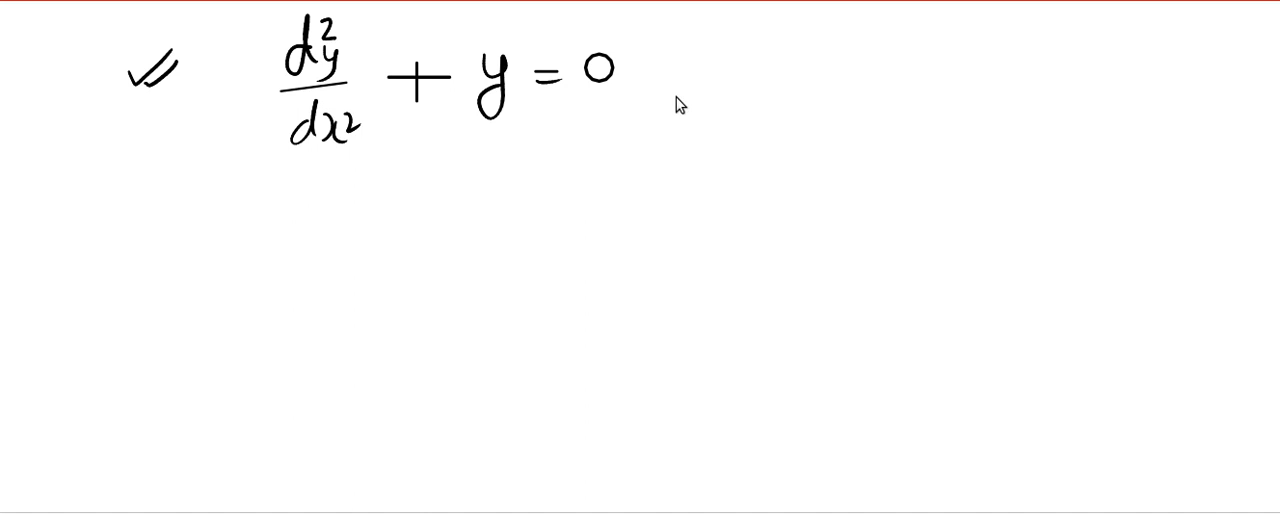 d²y/dx² + y = 0